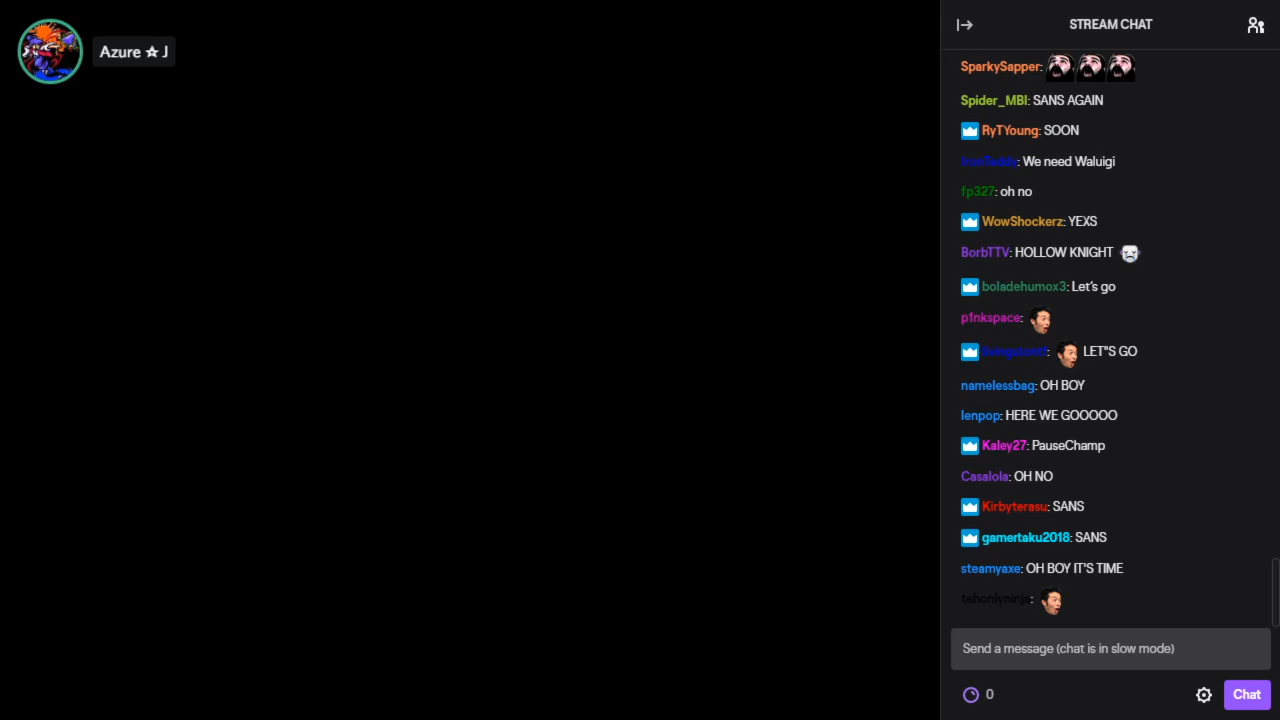 Azure ☆ J
STREAM CHAT
SparkySapper:
Spider_MBI: SANS AGAIN
RyTYoung: SOON
: We need Waluigi
fp327: oh no
WowShockerz: YEXS
BorbTTV: HOLLOW KNIGHT
boladehumox3: Let's go
p1nkspace:
: LET"S GO
namelessbag: OH BOY
lenpop: HERE WE GOOOOO
Kaley27: PauseChamp
Casalola: OH NO
Kirbyterasu: SANS
gamertaku2018: SANS
steamyaxe: OH BOY IT'S TIME
tehonlyninja:
Send a message (chat is in slow mode)
0
Chat